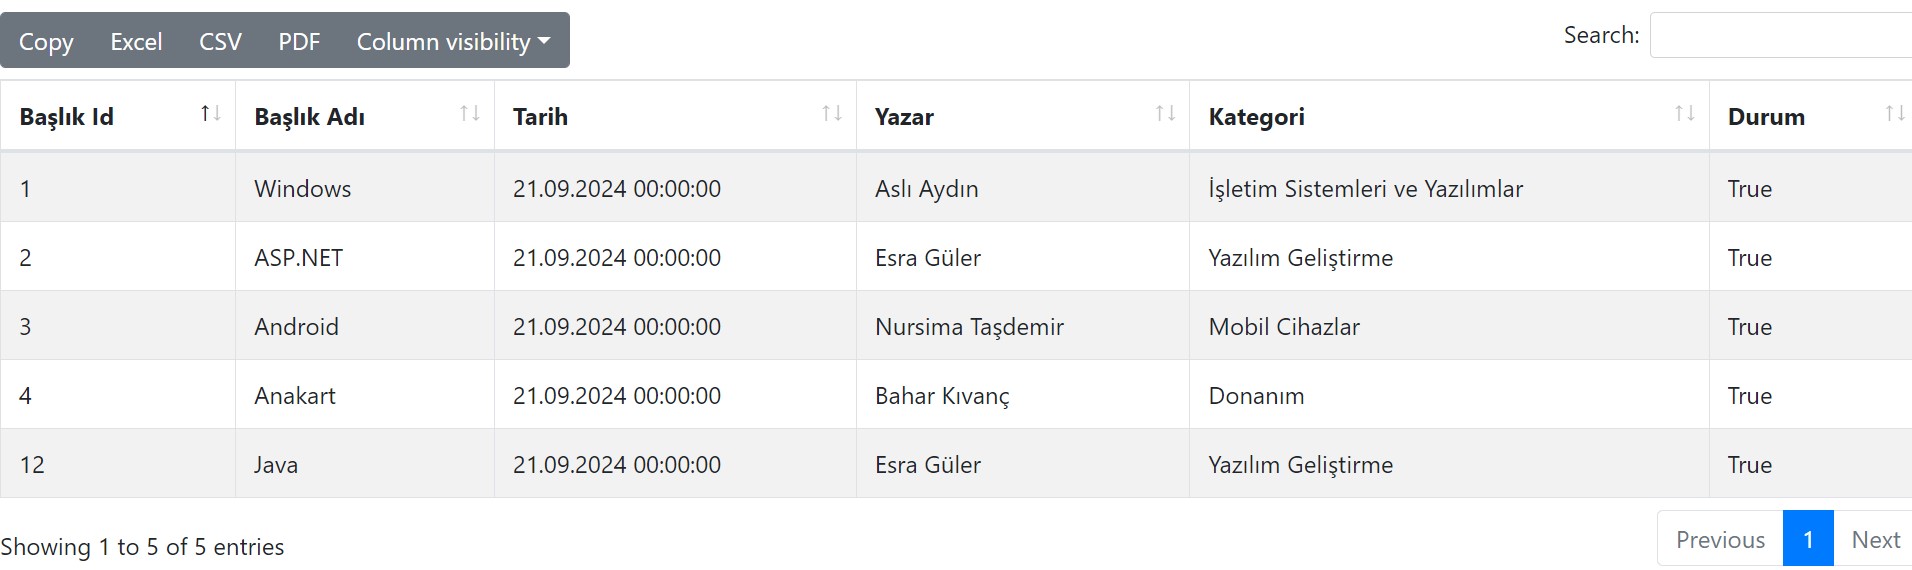 Copy Excel CSV PDF Column visibility
Search:
Başlık Id Başlık Adı Tarih Yazar Kategori Durum
1 Windows 21.09.2024 00:00:00 Aslı Aydın İşletim Sistemleri ve Yazılımlar True
2 ASP.NET 21.09.2024 00:00:00 Esra Güler Yazılım Geliştirme True
3 Android 21.09.2024 00:00:00 Nursima Taşdemir Mobil Cihazlar True
4 Anakart 21.09.2024 00:00:00 Bahar Kıvanç Donanım True
12 Java 21.09.2024 00:00:00 Esra Güler Yazılım Geliştirme True
Showing 1 to 5 of 5 entries
Previous 1 Next